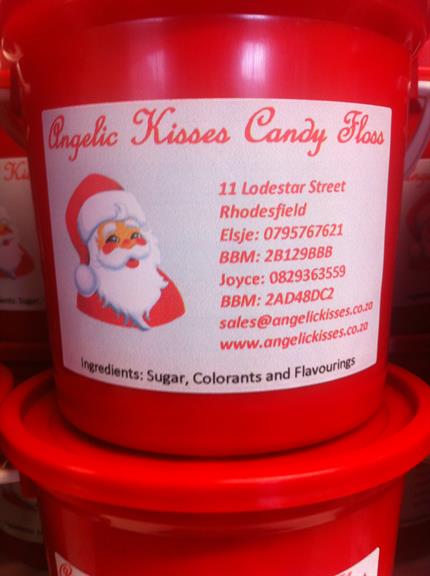 Angelic Kisses Candy Floss
11 Lodestar Street
Rhodesfield
Elsje: 0795767621
BBM: 2B129BBB
Joyce: 0829363559
BBM: 2AD48DC2
sales@angelickisses.co.za
www.angelickisses.co.za
Ingredients: Sugar, Colorants and Flavourings